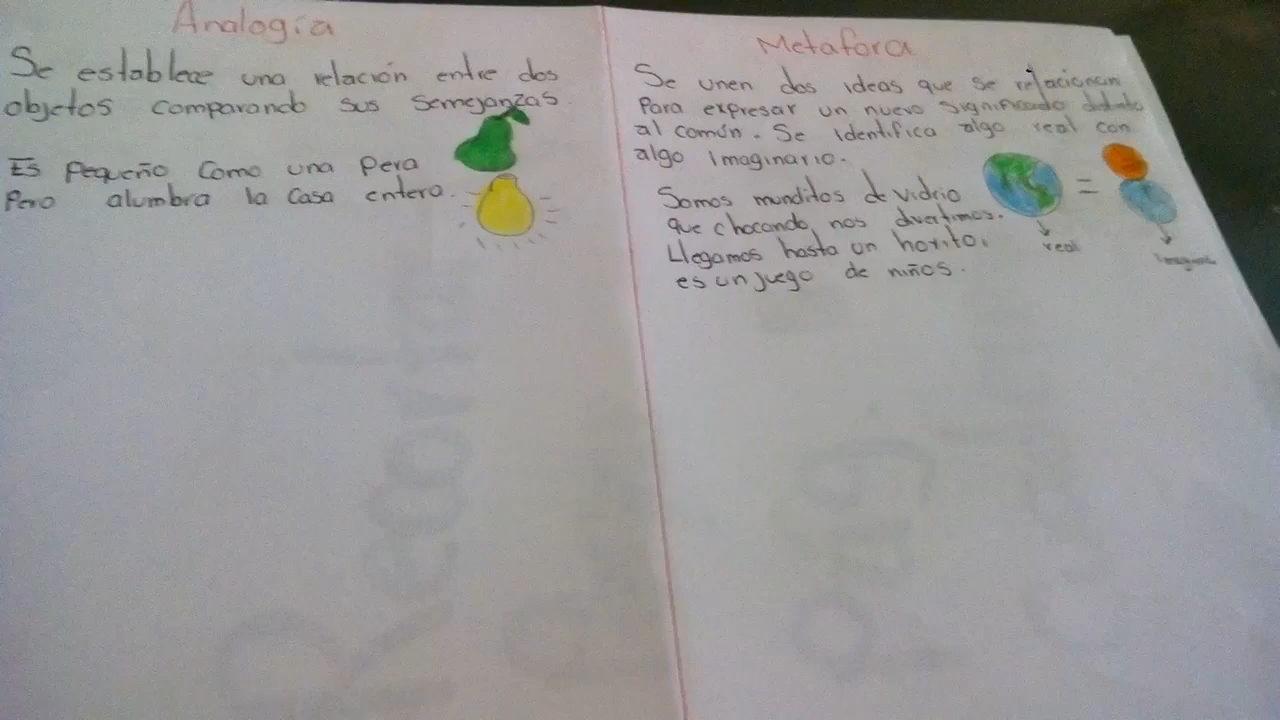 Analogía
Se establece una relación entre dos
objetos comparando sus semejanzas.
Es pequeño como una pera
Pero alumbra la casa entero.
Metafora
Se unen dos ideas que se relacionan
Para expresar un nuevo significado distinto
al común. Se identifica algo real con
algo imaginario.
Somos munditos de vidrio
que chocando nos divertimos.
Llegamos hasta un hoyito,
es un juego de niños.
=
real